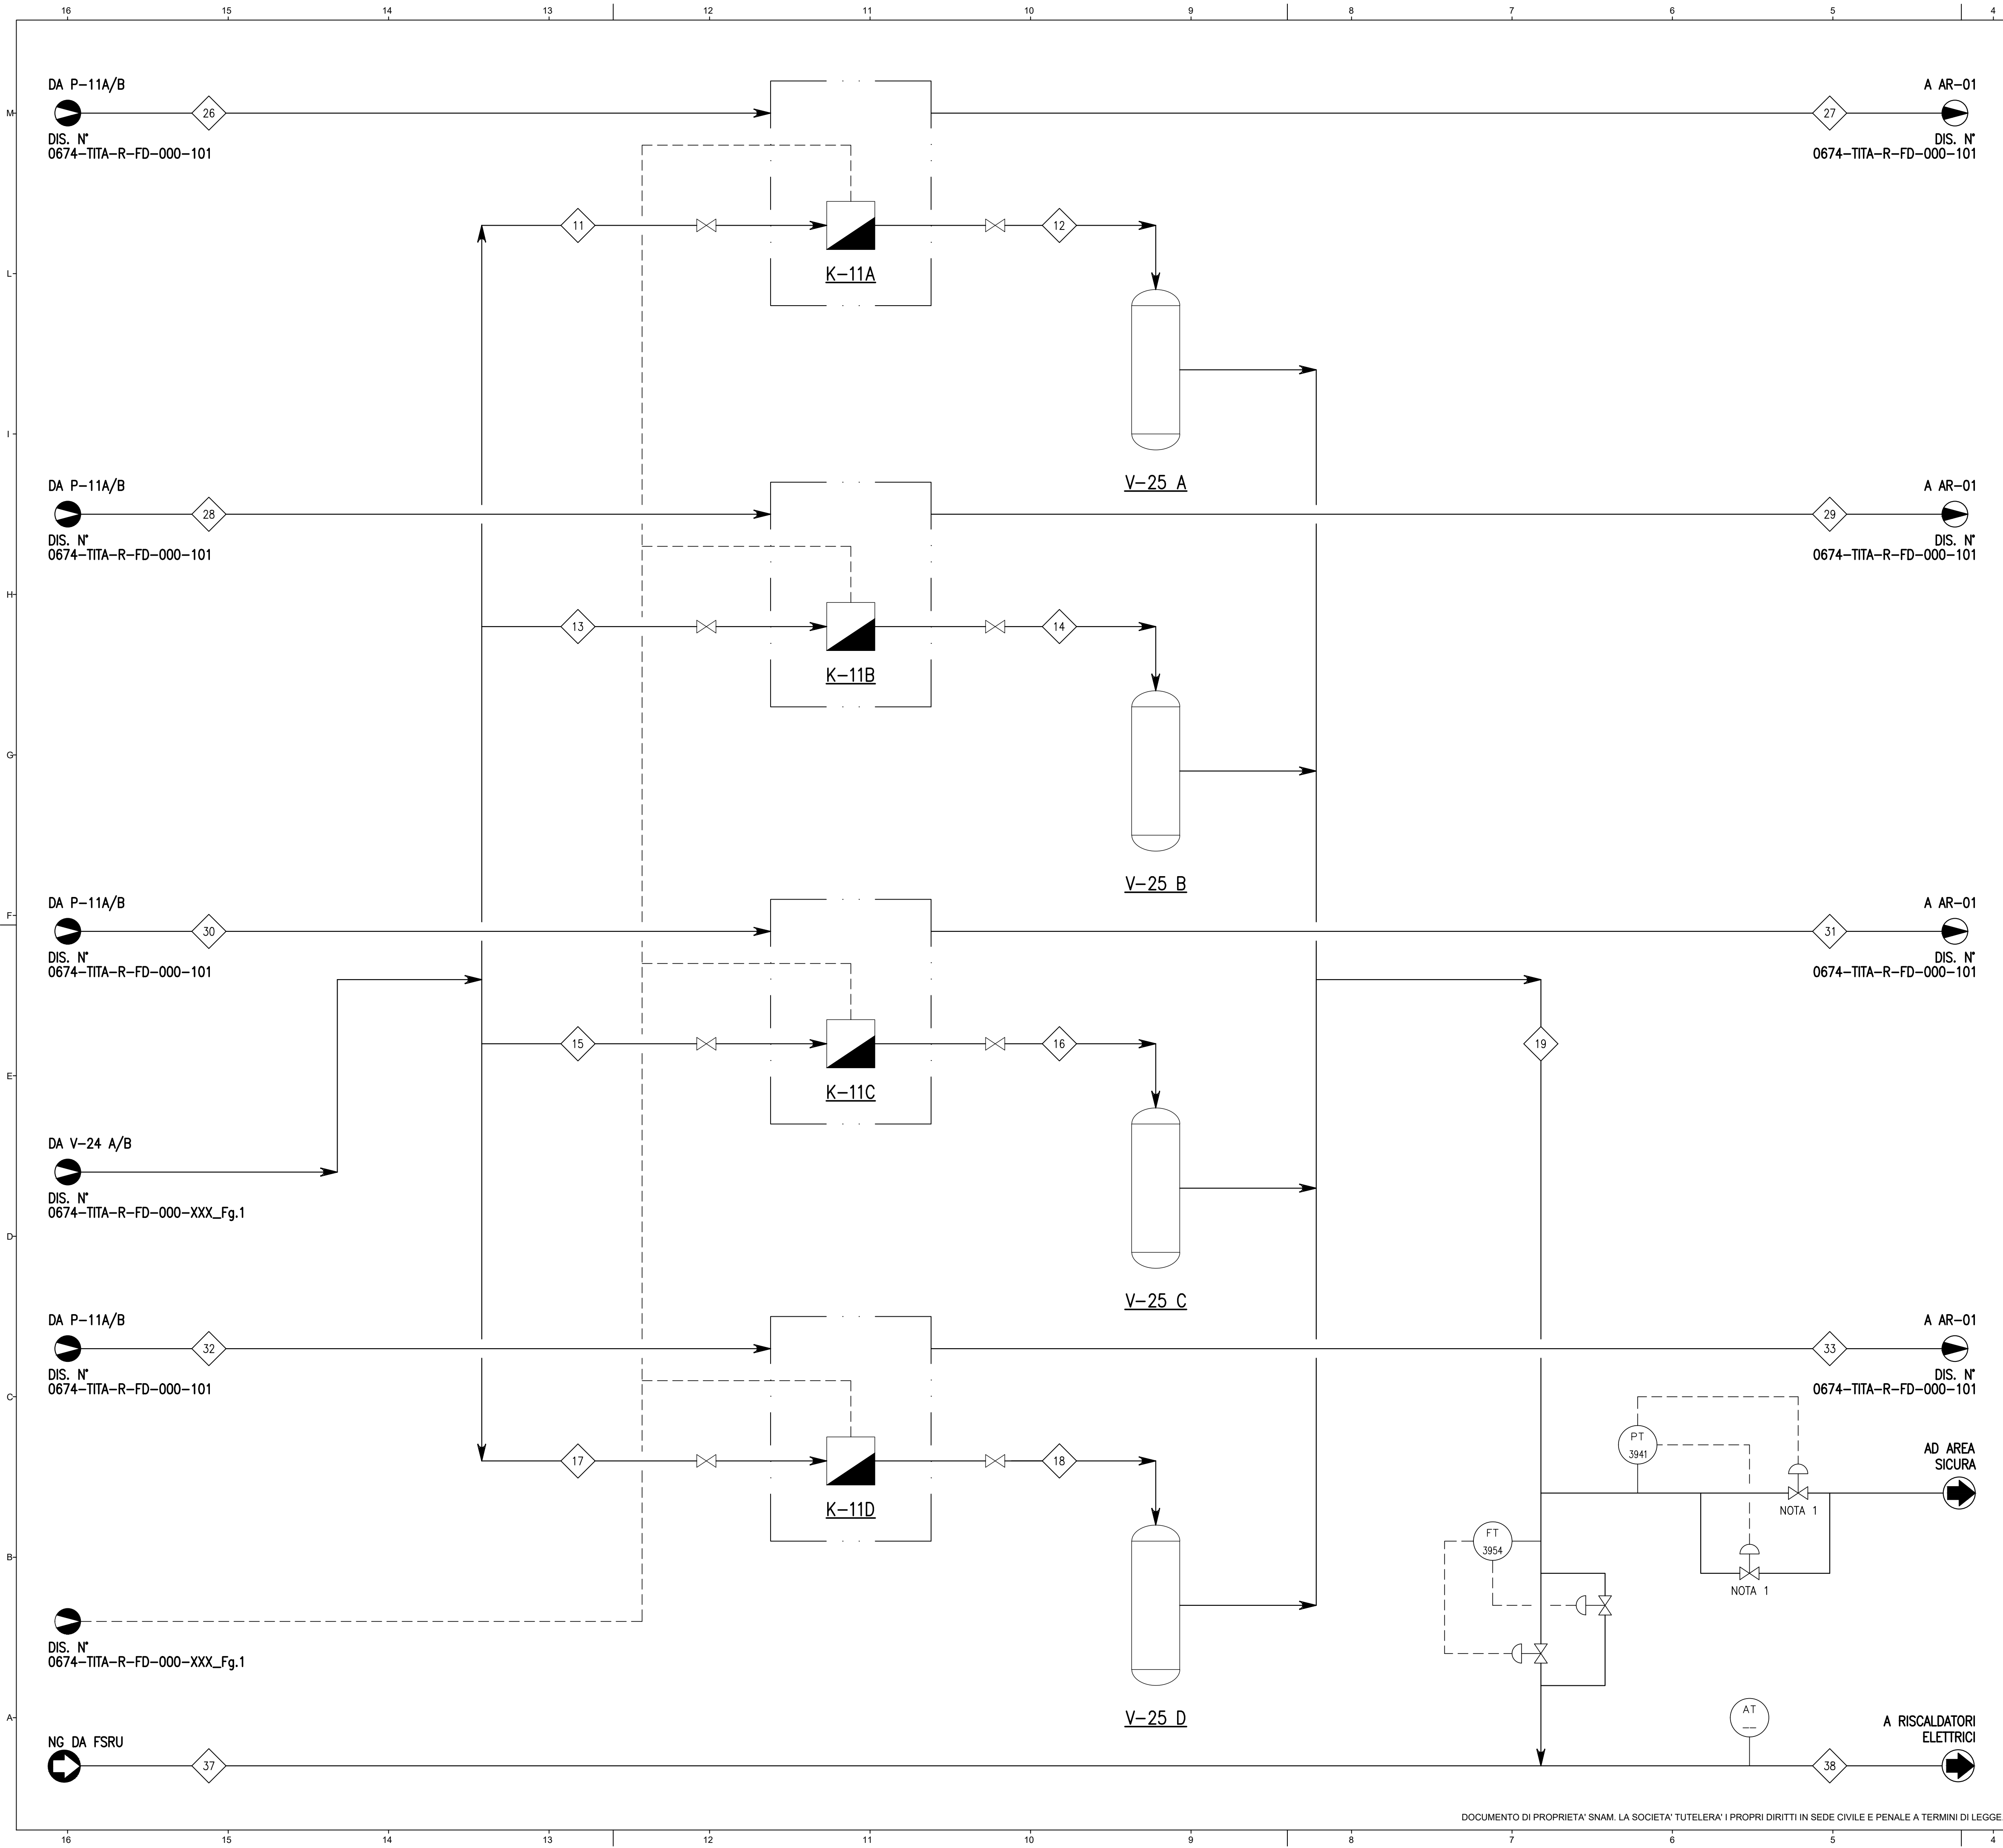 16 15 14 13 12 11 10 9 8 7 6 5 4
DA P-11A/B
A AR-01
M
26
27
DIS. N°
0674-TITA-R-FD-000-101
DIS. N°
0674-TITA-R-FD-000-101
11
12
L
K-11A
I
V-25 A
DA P-11A/B
A AR-01
28
29
DIS. N°
0674-TITA-R-FD-000-101
DIS. N°
0674-TITA-R-FD-000-101
H
13
14
K-11B
G
V-25 B
DA P-11A/B
A AR-01
F
30
31
DIS. N°
0674-TITA-R-FD-000-101
DIS. N°
0674-TITA-R-FD-000-101
15
16
19
E
K-11C
DA V-24 A/B
DIS. N°
0674-TITA-R-FD-000-XXX_Fg.1
D
V-25 C
DA P-11A/B
A AR-01
32
33
DIS. N°
0674-TITA-R-FD-000-101
DIS. N°
0674-TITA-R-FD-000-101
C
PT
3941
AD AREA
SICURA
17
18
K-11D
NOTA 1
FT
3954
B
NOTA 1
DIS. N°
0674-TITA-R-FD-000-XXX_Fg.1
A
V-25 D
AT
__
A RISCALDATORI
ELETTRICI
NG DA FSRU
37
38
DOCUMENTO DI PROPRIETA' SNAM. LA SOCIETA' TUTELERA' I PROPRI DIRITTI IN SEDE CIVILE E PENALE A TERMINI DI LEGGE
16 15 14 13 12 11 10 9 8 7 6 5 4